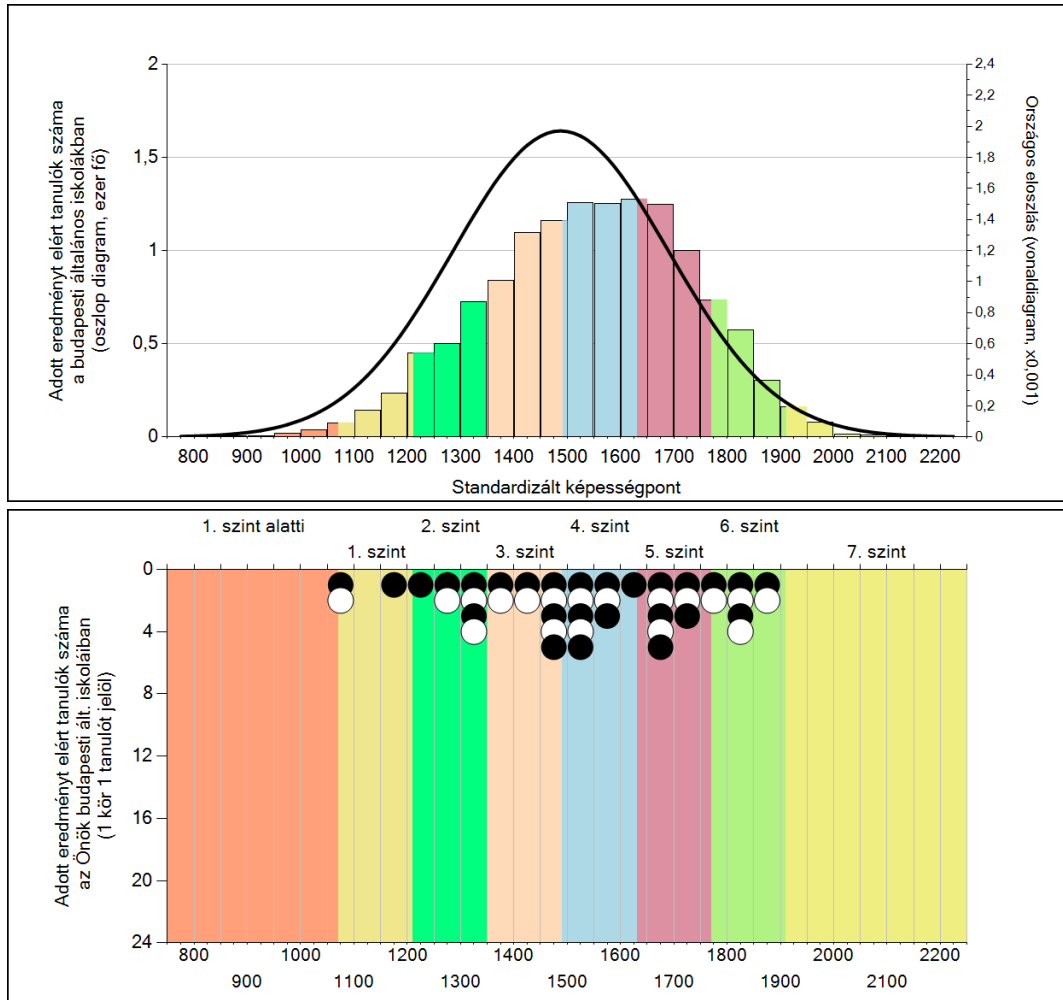 Adott eredményt elért tanulók száma
a budapesti általános iskolákban
(oszlop diagram, ezer fő)
2
1,5
1
0,5
0
2,4
2,2
2
1,8
1,6
1,4
1,2
1
0,8
0,6
0,4
0,2
0
Országos eloszlás (vonaldiagram, x0,001)
800 900 1000 1100 1200 1300 1400 1500 1600 1700 1800 1900 2000 2100 2200
Standardizált képességpont
1. szint alatti 2. szint 4. szint 6. szint
1. szint 3. szint 5. szint 7. szint
Adott eredményt elért tanulók száma
az Önök budapesti ált. iskoláiban
(1 kör 1 tanulót jelöl)
0
4
8
12
16
20
24
800 1000 1200 1400 1600 1800 2000 2200
900 1100 1300 1500 1700 1900 2100